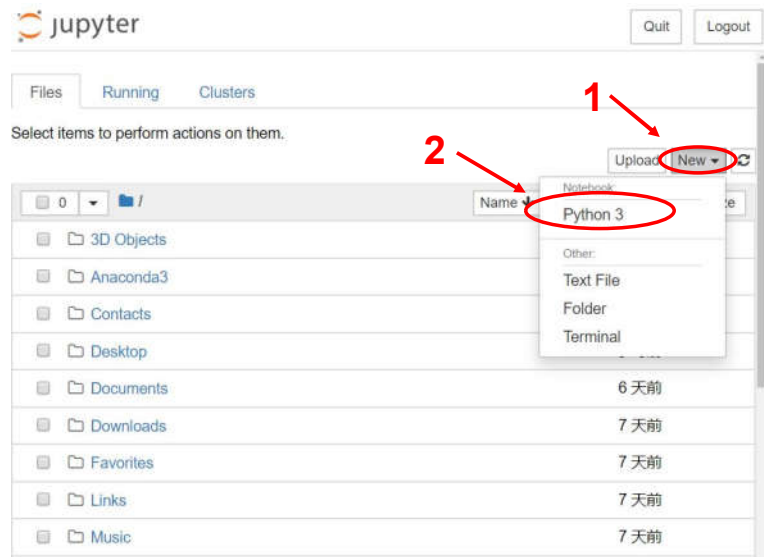 jupyter
Quit Logout
Files Running Clusters
1
Select items to perform actions on them.
2
Upload New
0 / Name
Notebook:
Python 3
3D Objects
Other:
Anaconda3 Text File
Contacts Folder
Desktop Terminal
Documents 6 天前
Downloads 7 天前
Favorites 7 天前
Links 7 天前
Music 7 天前